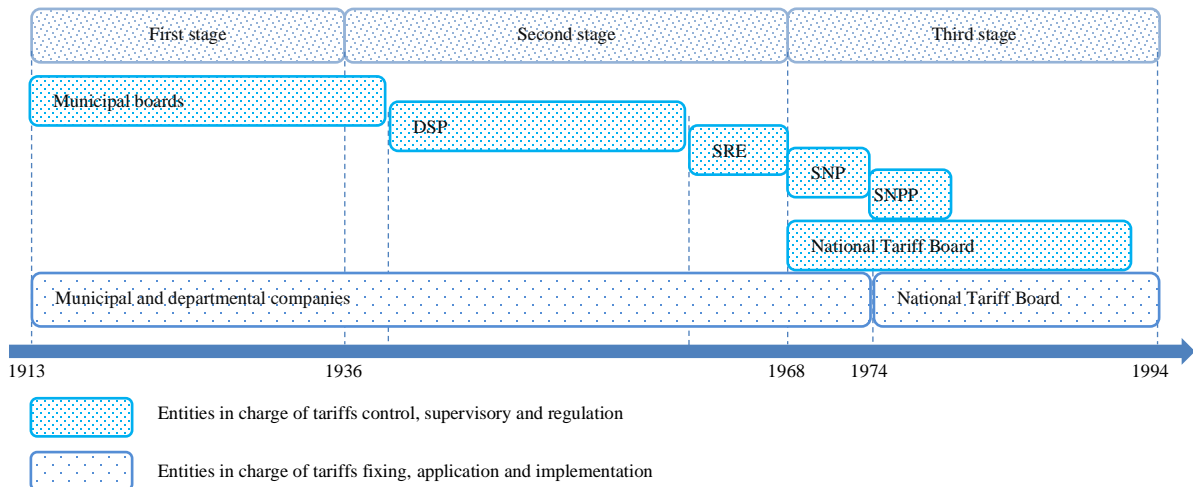 First stage
Second stage
Third stage
Municipal boards
DSP
SRE
SNP
SNPP
National Tariff Board
Municipal and departmental companies
National Tariff Board
1913
1936
1968
1974
1994
Entities in charge of tariffs control, supervisory and regulation
Entities in charge of tariffs fixing, application and implementation